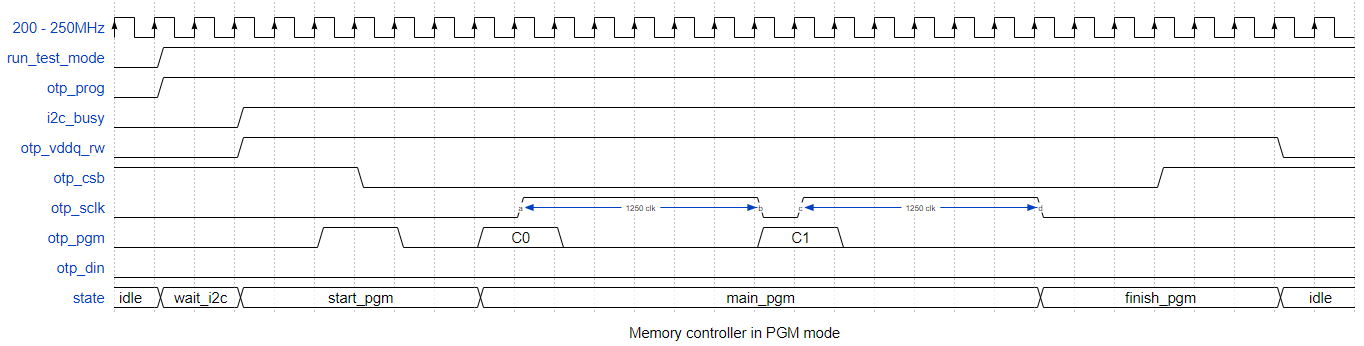 200 - 250MHz
run_test_mode
otp_prog
i2c_busy
otp_vddq_rw
otp_csb
otp_sclk a 1250 clk b c 1250 clk d
otp_pgm C0 C1
otp_din
state idle wait_i2c start_pgm main_pgm finish_pgm idle
Memory controller in PGM mode